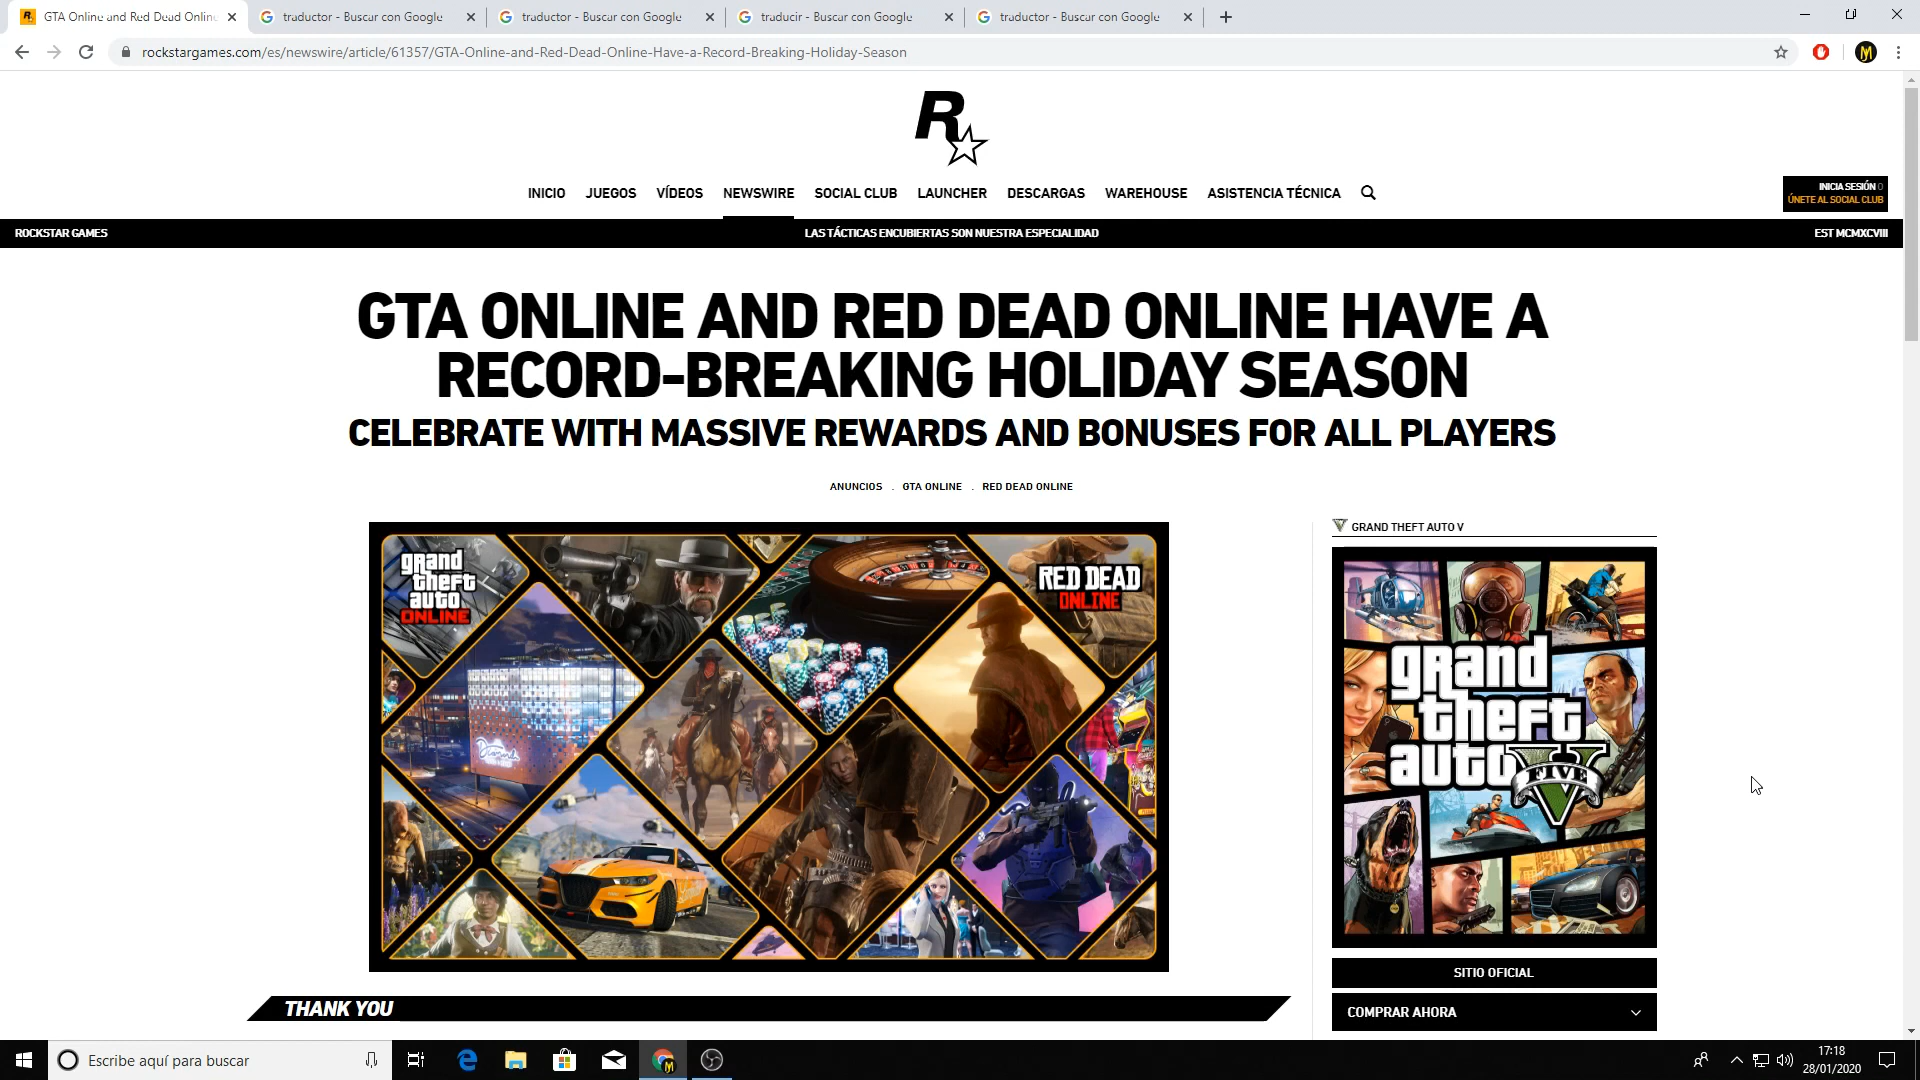 GTA Online and Red Dead Online
traductor - Buscar con Google
traductor - Buscar con Google
traducir - Buscar con Google
traductor - Buscar con Google
rockstargames.com/es/newswire/article/61357/GTA-Online-and-Red-Dead-Online-Have-a-Record-Breaking-Holiday-Season
R
INICIO JUEGOS VÍDEOS NEWSWIRE SOCIAL CLUB LAUNCHER DESCARGAS WAREHOUSE ASISTENCIA TÉCNICA
INICIA SESIÓN O
ÚNETE AL SOCIAL CLUB
ROCKSTAR GAMES LAS TÁCTICAS ENCUBIERTAS SON NUESTRA ESPECIALIDAD EST MCMXCVIII
GTA ONLINE AND RED DEAD ONLINE HAVE A
RECORD-BREAKING HOLIDAY SEASON
CELEBRATE WITH MASSIVE REWARDS AND BONUSES FOR ALL PLAYERS
ANUNCIOS . GTA ONLINE . RED DEAD ONLINE
grand
theft
auto
ONLINE
RED DEAD
ONLINE
Diamond
GRAND THEFT AUTO V
grand
theft
auto
V
FIVE
SITIO OFICIAL
COMPRAR AHORA
THANK YOU
Escribe aquí para buscar
17:18
28/01/2020